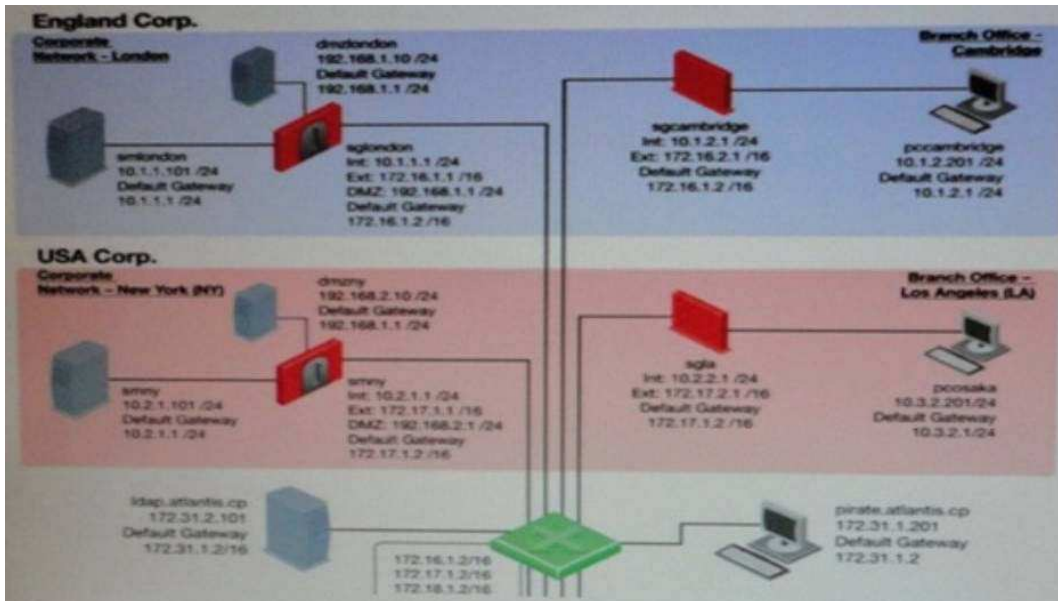 England Corp.
Corporate
Network - London
dmzlondon
192.168.1.10 /24
Default Gateway
192.168.1.1 /24
smlondon
10.1.1.101 /24
Default Gateway
10.1.1.1 /24
sglondon
Int: 10.1.1.1 /24
Ext: 172.16.1.1 /16
DMZ: 192.168.1.1 /24
Default Gateway
172.16.1.2 /16
sgcambridge
Int: 10.1.2.1 /24
Ext: 172.16.2.1 /16
Default Gateway
172.16.1.2 /16
Branch Office -
Cambridge
pccambridge
10.1.2.201 /24
Default Gateway
10.1.2.1 /24
USA Corp.
Corporate
Network - New York (NY)
dmzny
192.168.2.10 /24
Default Gateway
192.168.1.1 /24
smny
10.2.1.101 /24
Default Gateway
10.2.1.1 /24
smny
Int: 10.2.1.1 /24
Ext: 172.17.1.1 /16
DMZ: 192.168.2.1 /24
Default Gateway
172.17.1.2 /16
sgla
Int: 10.2.2.1 /24
Ext: 172.17.2.1 /16
Default Gateway
172.17.1.2 /16
Branch Office -
Los Angeles (LA)
pcosaka
10.3.2.201/24
Default Gateway
10.3.2.1/24
ldap.atlantis.cp
172.31.2.101
Default Gateway
172.31.1.2/16
172.16.1.2/16
172.17.1.2/16
172.18.1.2/16
pirate.atlantis.cp
172.31.1.201
Default Gateway
172.31.1.2